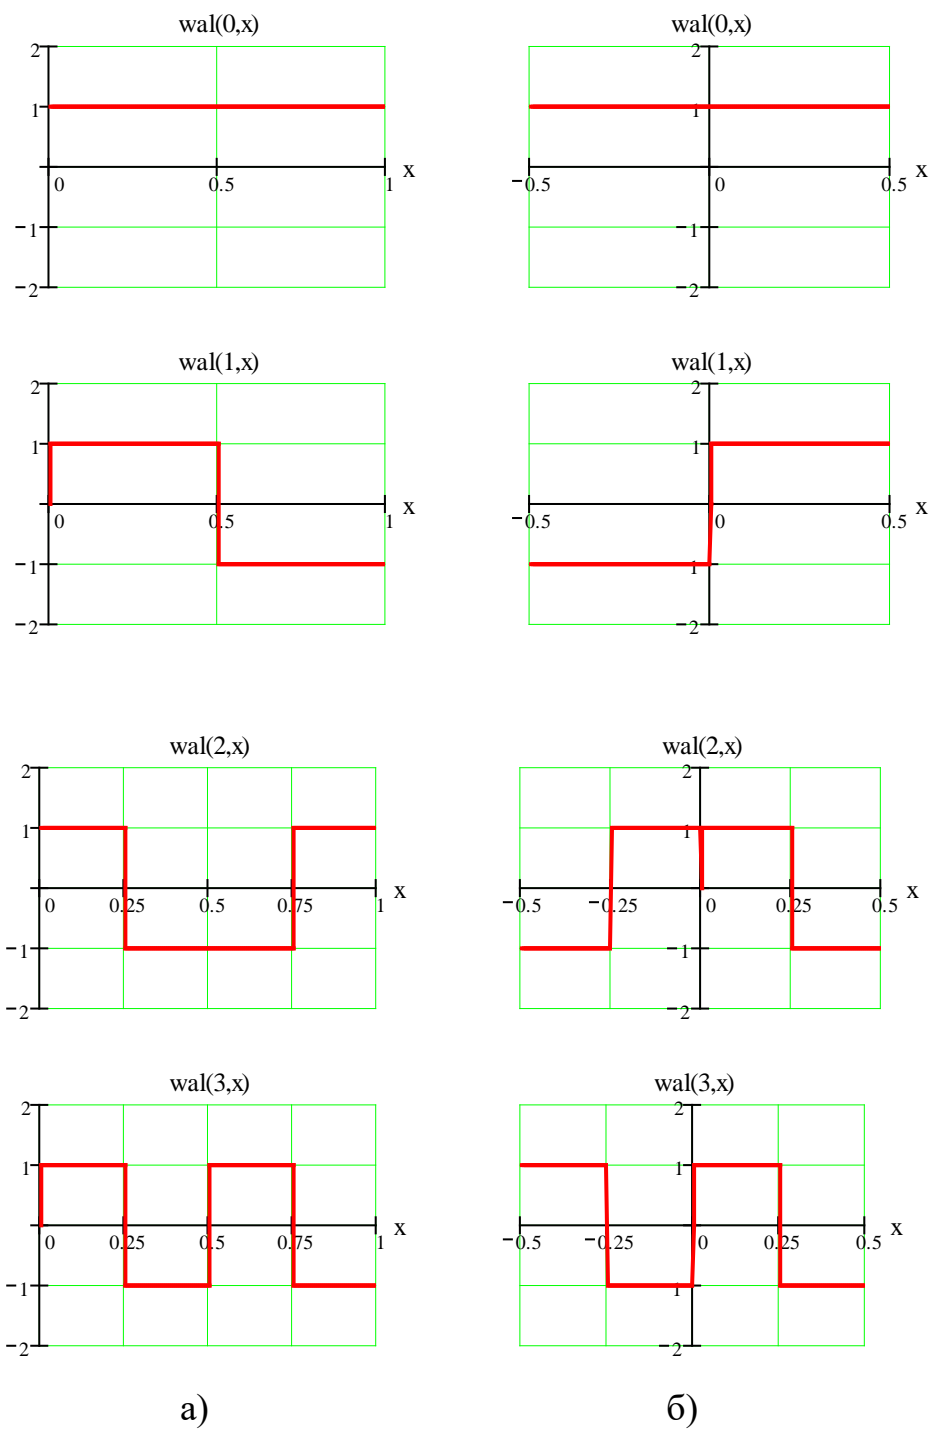 wal(0,x) wal(0,x)
2 2
1 1
x x
0 0.5 1 −0.5 0 0.5
−1 −1
−2 −2
wal(1,x) wal(1,x)
2 2
1 1
x x
0 0.5 1 −0.5 0 0.5
−1 1
−2 −2
wal(2,x) wal(2,x)
2 2
1 1
x x
0 0.25 0.5 0.75 1 −0.5 −0.25 0 0.25 0.5
−1 −1
−2 −2
wal(3,x) wal(3,x)
2 2
1 1
x x
0 0.25 0.5 0.75 1 −0.5 −0.25 0 0.25 0.5
−1 1
−2 −2
а) б)